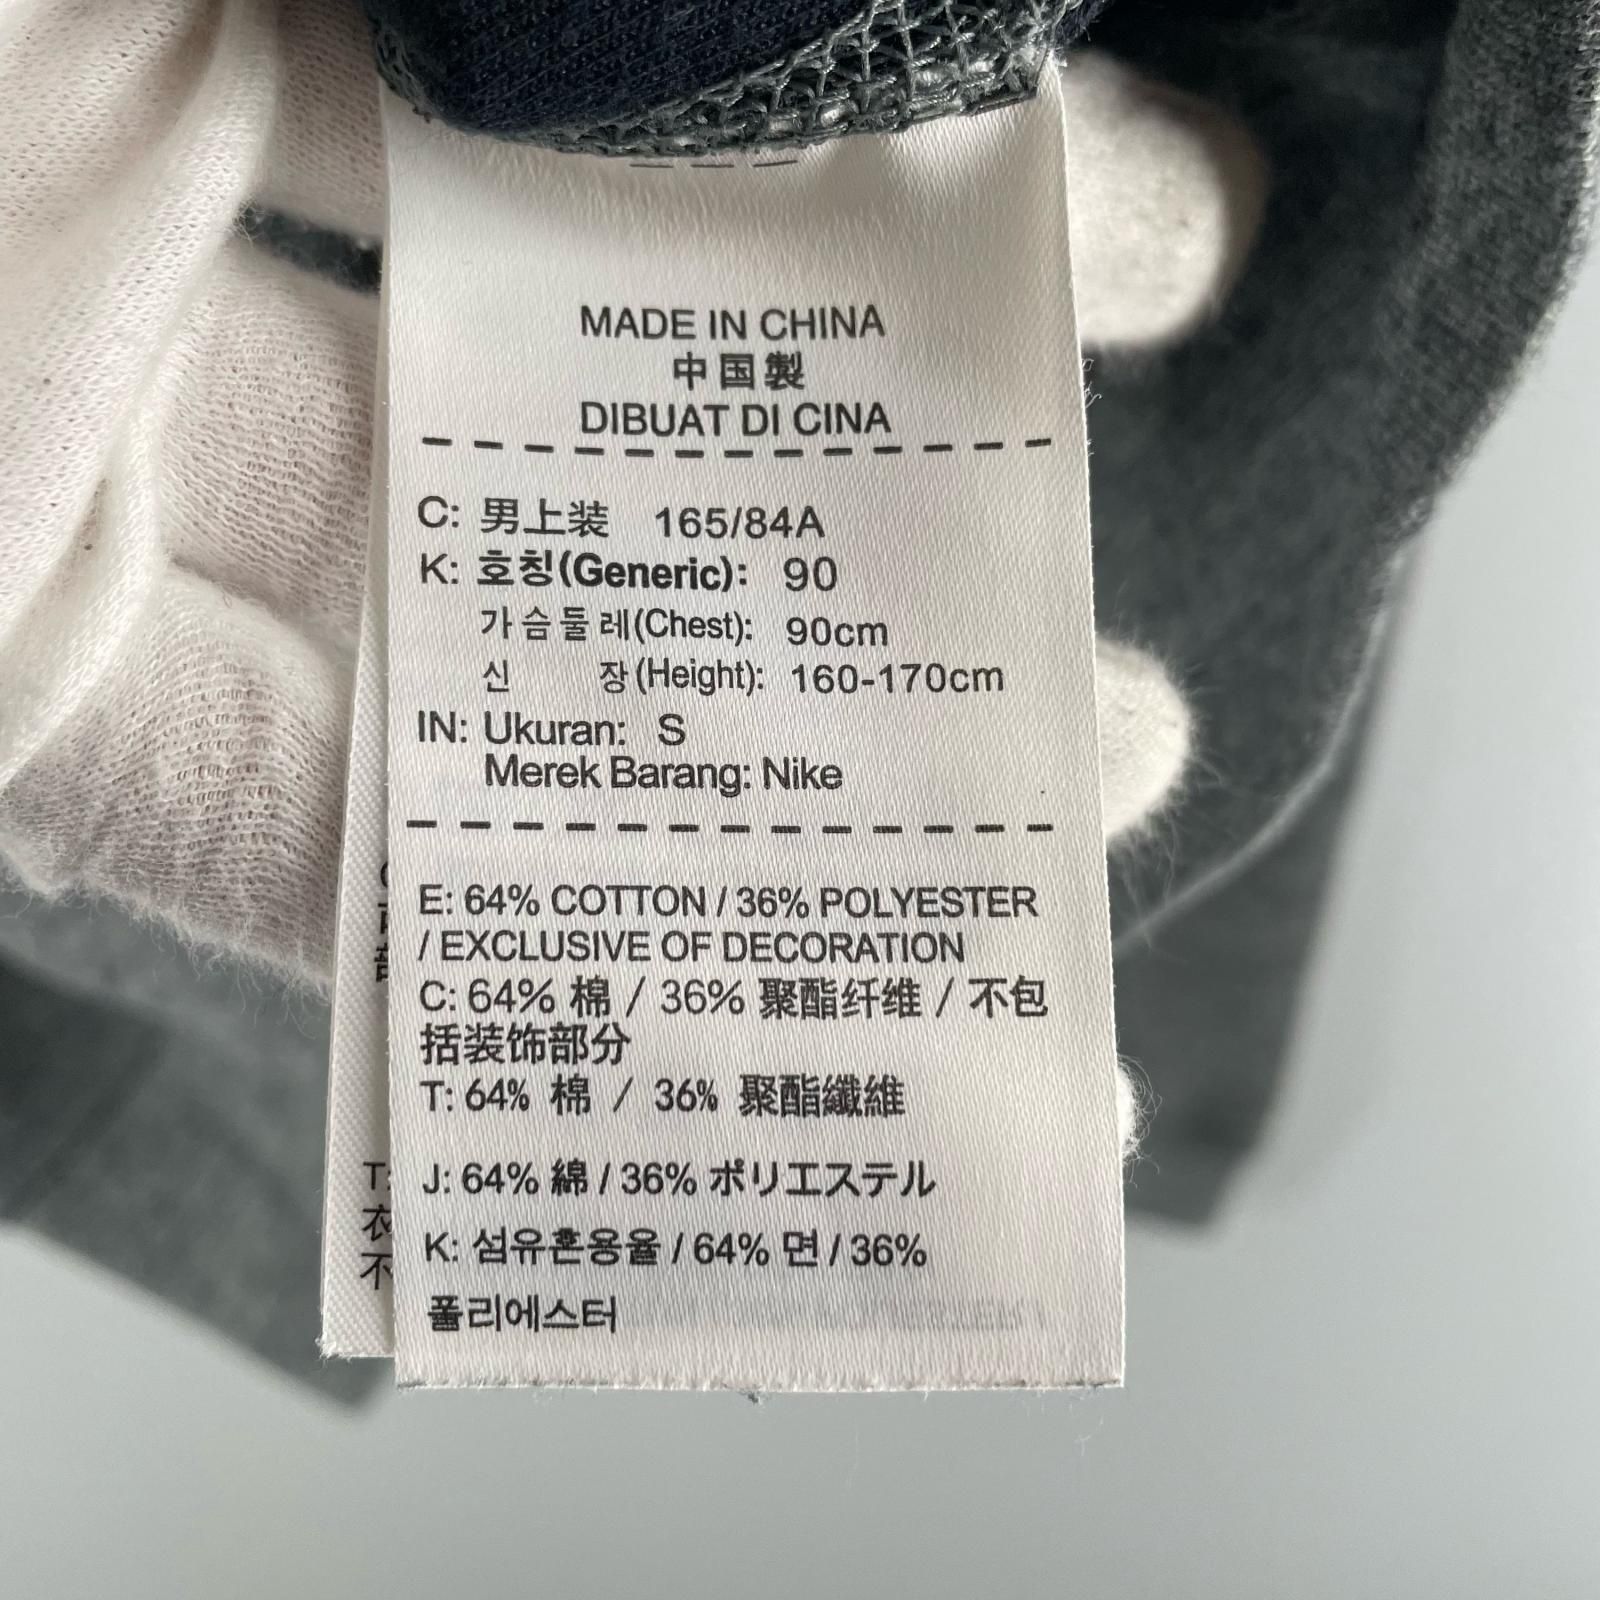 MADE IN CHINA
中国製
DIBUAT DI CINA
C: 男上装 165/84A
K: 호칭(Generic): 90
가슴둘레(Chest): 90cm
신 장(Height): 160-170cm
IN: Ukuran: S
Merek Barang: Nike
E: 64% COTTON / 36% POLYESTER
/ EXCLUSIVE OF DECORATION
C: 64% 棉 / 36% 聚酯纤维 / 不包
括装饰部分
T: 64% 棉 / 36% 聚酯纖維
J: 64% 綿 / 36% ポリエステル
K: 섬유혼용율 / 64% 면 / 36%
폴리에스터
T:
衣
不